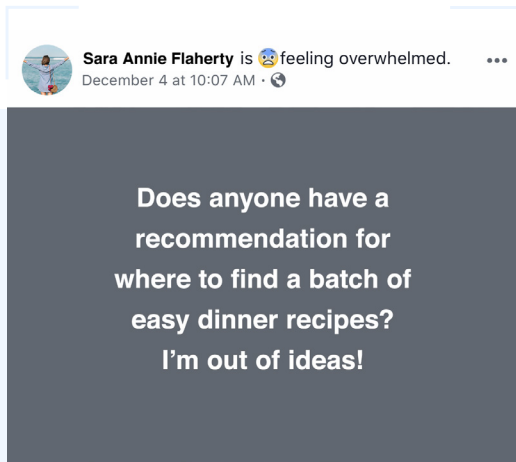 Sara Annie Flaherty is 😰feeling overwhelmed.
December 4 at 10:07 AM ·
Does anyone have a
recommendation for
where to find a batch of
easy dinner recipes?
I'm out of ideas!